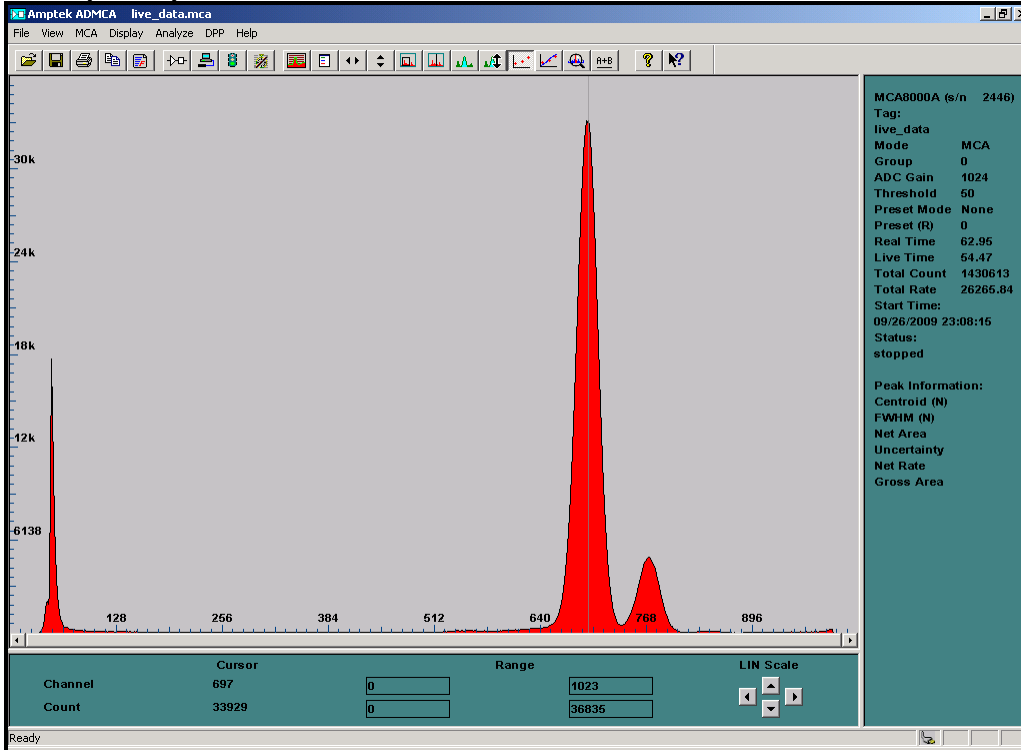 Amptek ADMCA live_data.mca
File View MCA Display Analyze DPP Help
A+B
30k
24k
18k
12k
6138
128 256 384 512 640 768 896
MCA8000A (s/n 2446)
Tag:
live_data
Mode MCA
Group 0
ADC Gain 1024
Threshold 50
Preset Mode None
Preset (R) 0
Real Time 62.95
Live Time 54.47
Total Count 1430613
Total Rate 26265.84
Start Time:
09/26/2009 23:08:15
Status:
stopped
Peak Information:
Centroid (N)
FWHM (N)
Net Area
Uncertainty
Net Rate
Gross Area
Cursor Range LIN Scale
Channel 697 0 1023
Count 33929 0 36835
Ready